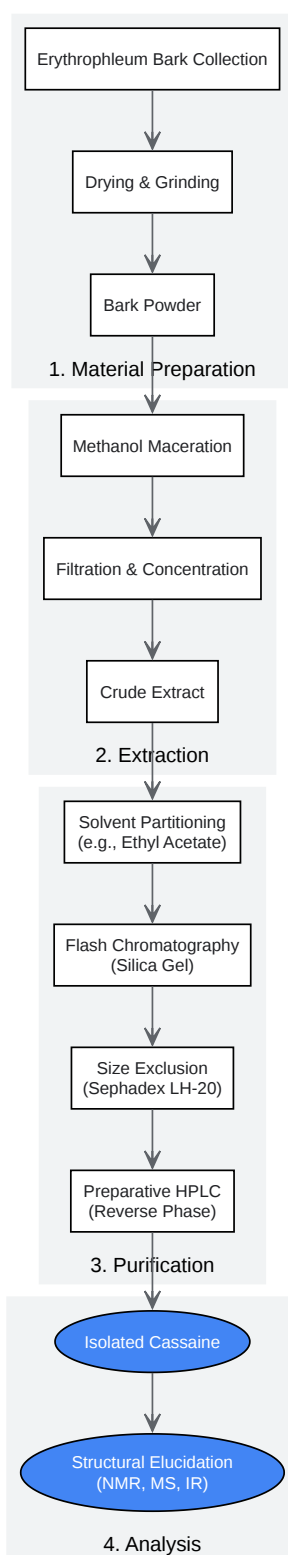 Erythrophleum Bark Collection
Drying & Grinding
Bark Powder
1. Material Preparation
Methanol Maceration
Filtration & Concentration
Crude Extract
2. Extraction
Solvent Partitioning
(e.g., Ethyl Acetate)
Flash Chromatography
(Silica Gel)
Size Exclusion
(Sephadex LH-20)
Preparative HPLC
(Reverse Phase)
3. Purification
Isolated Cassaine
Structural Elucidation
(NMR, MS, IR)
4. Analysis